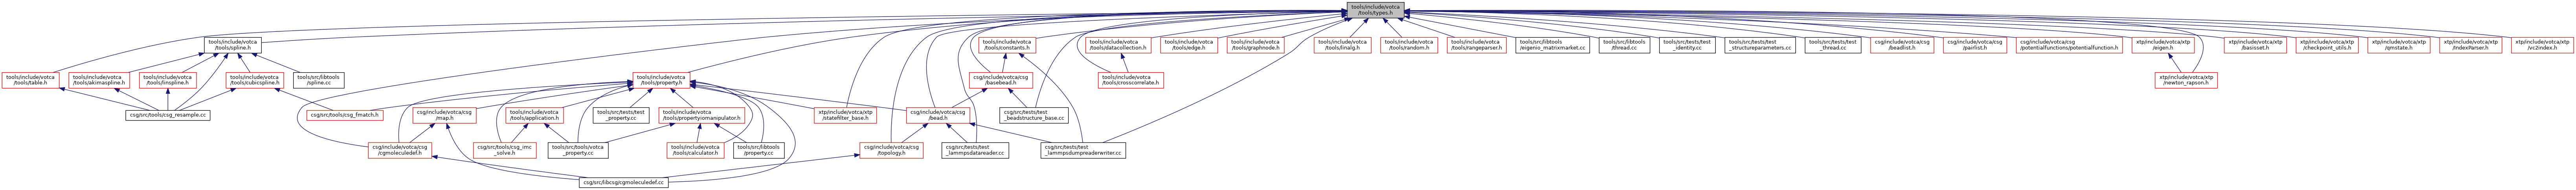 tools/include/votca
/tools/types.h
tools/include/votca
/tools/spline.h
tools/include/votca
/tools/constants.h
tools/include/votca
/tools/datacollection.h
tools/include/votca
/tools/edge.h
tools/include/votca
/tools/graphnode.h
tools/include/votca
/tools/linalg.h
tools/include/votca
/tools/random.h
tools/include/votca
/tools/rangeparser.h
tools/src/libtools
/eigenio_matrixmarket.cc
tools/src/libtools
/thread.cc
tools/src/tests/test
_identity.cc
tools/src/tests/test
_structureparameters.cc
tools/src/tests/test
_thread.cc
csg/include/votca/csg
/beadlist.h
csg/include/votca/csg
/pairlist.h
csg/include/votca/csg
/potentialfunctions/potentialfunction.h
xtp/include/votca/xtp
/eigen.h
xtp/include/votca/xtp
/basisset.h
xtp/include/votca/xtp
/checkpoint_utils.h
xtp/include/votca/xtp
/qmstate.h
xtp/include/votca/xtp
/IndexParser.h
xtp/include/votca/xtp
/vc2index.h
tools/include/votca
/tools/table.h
tools/include/votca
/tools/akimaspline.h
tools/include/votca
/tools/linspline.h
tools/include/votca
/tools/cubicspline.h
tools/src/libtools
/spline.cc
tools/include/votca
/tools/property.h
csg/include/votca/csg
/basebead.h
tools/include/votca
/tools/crosscorrelate.h
xtp/include/votca/xtp
/newton_rapson.h
csg/src/tools/csg_resample.cc
csg/src/tools/csg_fmatch.h
csg/include/votca/csg
/map.h
tools/include/votca
/tools/application.h
tools/src/tests/test
_property.cc
tools/include/votca
/tools/propertyiomanipulator.h
xtp/include/votca/xtp
/statefilter_base.h
csg/include/votca/csg
/bead.h
csg/src/tests/test
_beadstructure_base.cc
csg/include/votca/csg
/cgmoleculedef.h
csg/src/tools/csg_imc
_solve.h
tools/src/tools/votca
_property.cc
tools/include/votca
/tools/calculator.h
tools/src/libtools
/property.cc
csg/include/votca/csg
/topology.h
csg/src/tests/test
_lammpsdatareader.cc
csg/src/tests/test
_lammpsdumpreaderwriter.cc
csg/src/libcsg/cgmoleculedef.cc